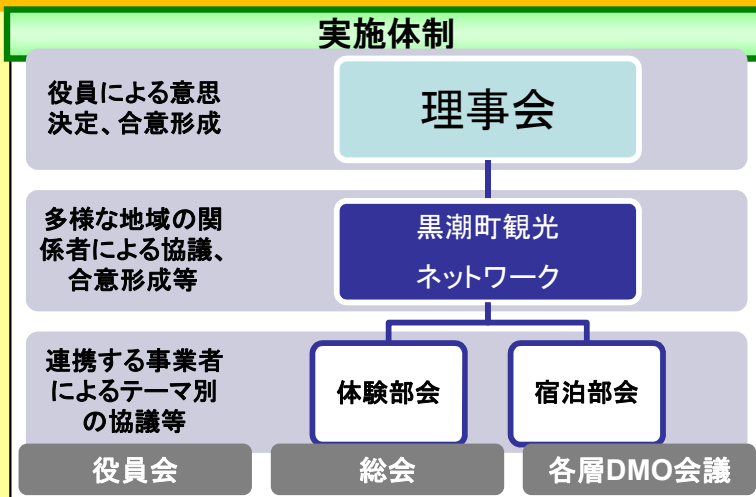 実施体制
役員による意思
決定、合意形成
理事会
多様な地域の関
係者による協議、
合意形成等
黒潮町観光
ネットワーク
連携する事業者
によるテーマ別
の協議等
体験部会
宿泊部会
役員会
総会
各層DMO会議